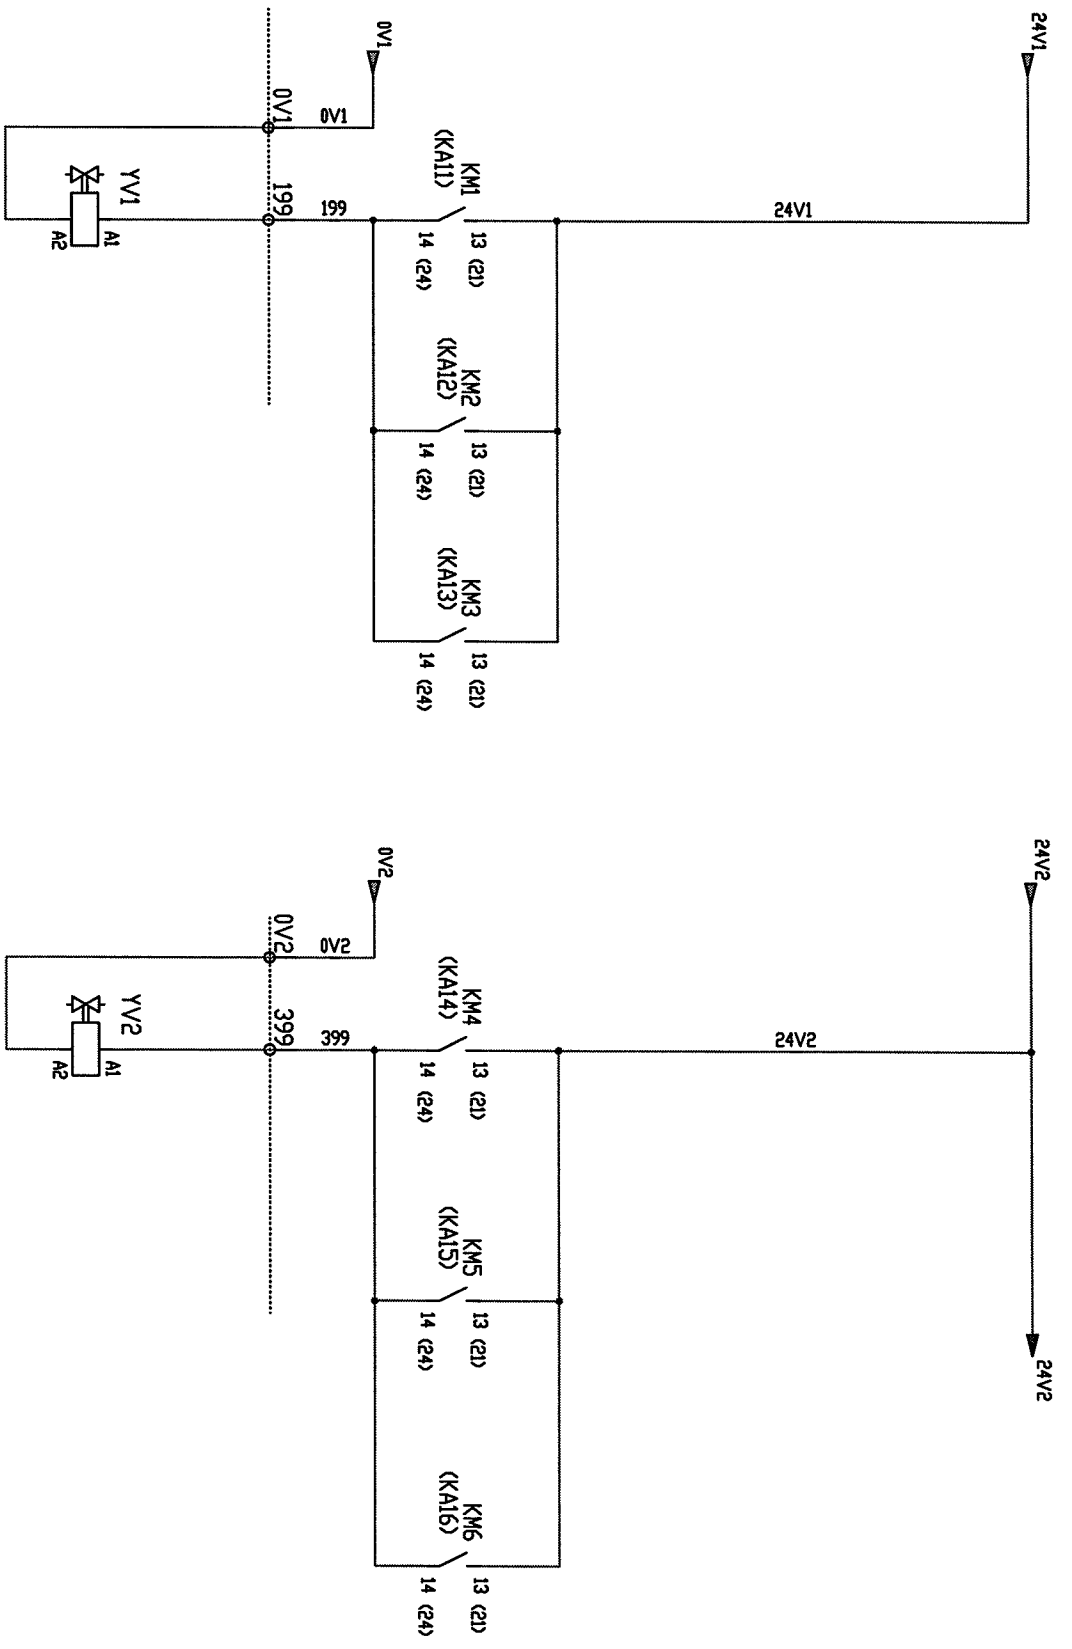 24V1
24V2
24V2
24V1
24V2
KM1
(KA11)
13 (21)
14 (24)
KM2
(KA12)
13 (21)
14 (24)
KM3
(KA13)
13 (21)
14 (24)
KM4
(KA14)
13 (21)
14 (24)
KM5
(KA15)
13 (21)
14 (24)
KM6
(KA16)
13 (21)
14 (24)
0V1
0V1
199
0V2
0V2
399
0V1
199
0V2
399
YV1
A1
A2
YV2
A1
A2